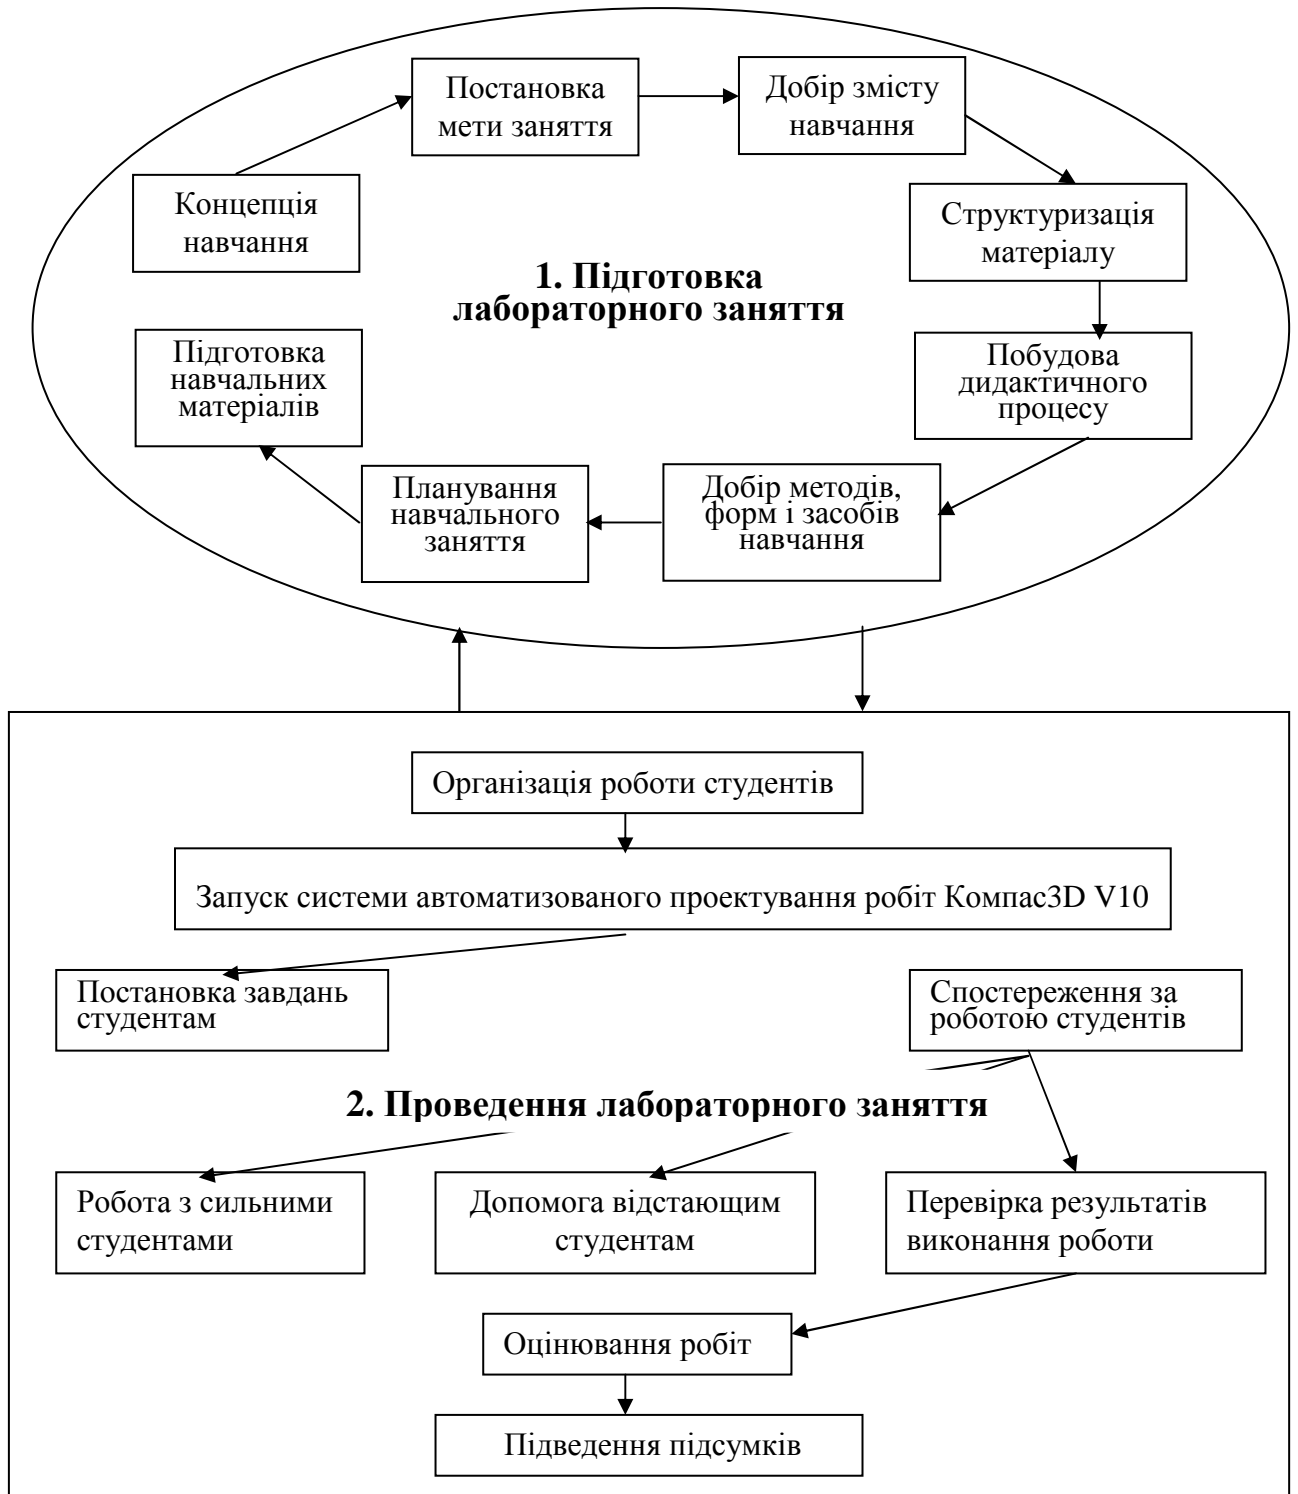 Постановка
мети заняття
Добір змісту
навчання
Концепція
навчання
Структуризація
матеріалу
1. Підготовка
лабораторного заняття
Підготовка
навчальних
матеріалів
Побудова
дидактичного
процесу
Планування
навчального
заняття
Добір методів,
форм і засобів
навчання
Організація роботи студентів
Запуск системи автоматизованого проектування робіт Компас3D V10
Постановка завдань
студентам
Спостереження за
роботою студентів
2. Проведення лабораторного заняття
Робота з сильними
студентами
Допомога відстающим
студентам
Перевірка результатів
виконання роботи
Оцінювання робіт
Підведення підсумків